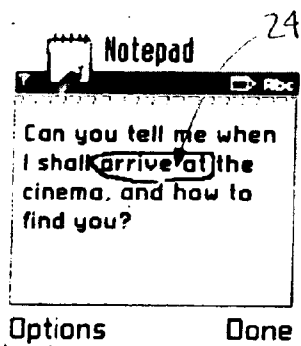 24
Notepad
Abc
Can you tell me when
I shall arrive at the
cinema, and how to
find you?
Options Done